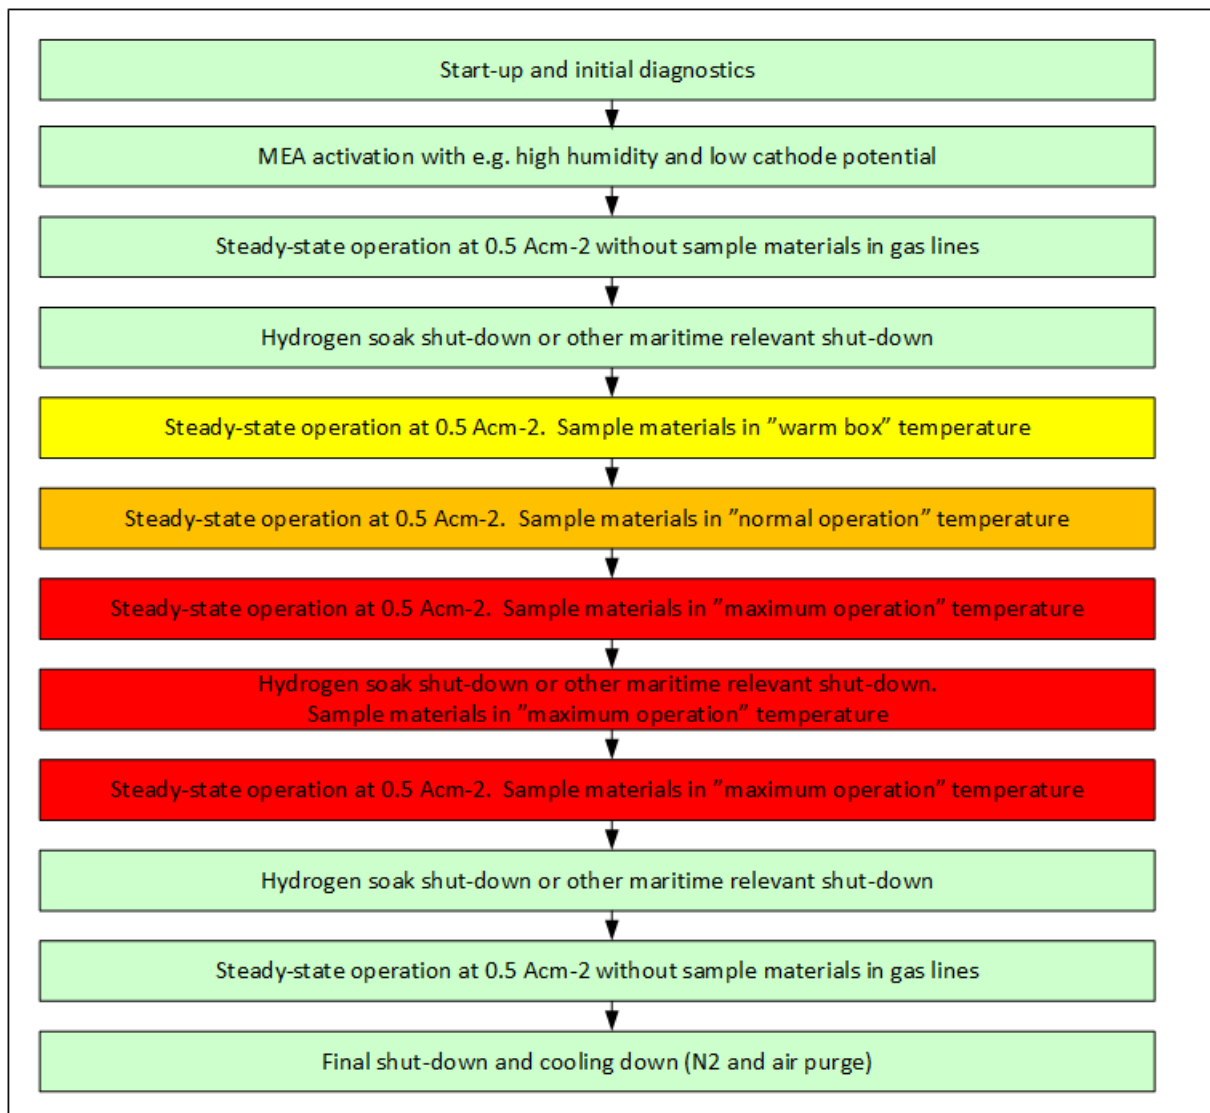 Start-up and initial diagnostics
MEA activation with e.g. high humidity and low cathode potential
Steady-state operation at 0.5 Acm-2 without sample materials in gas lines
Hydrogen soak shut-down or other maritime relevant shut-down
Steady-state operation at 0.5 Acm-2.  Sample materials in ”warm box” temperature
Steady-state operation at 0.5 Acm-2.  Sample materials in ”normal operation” temperature
Steady-state operation at 0.5 Acm-2.  Sample materials in ”maximum operation” temperature
Hydrogen soak shut-down or other maritime relevant shut-down.
Sample materials in ”maximum operation” temperature
Steady-state operation at 0.5 Acm-2.  Sample materials in ”maximum operation” temperature
Hydrogen soak shut-down or other maritime relevant shut-down
Steady-state operation at 0.5 Acm-2 without sample materials in gas lines
Final shut-down and cooling down (N2 and air purge)